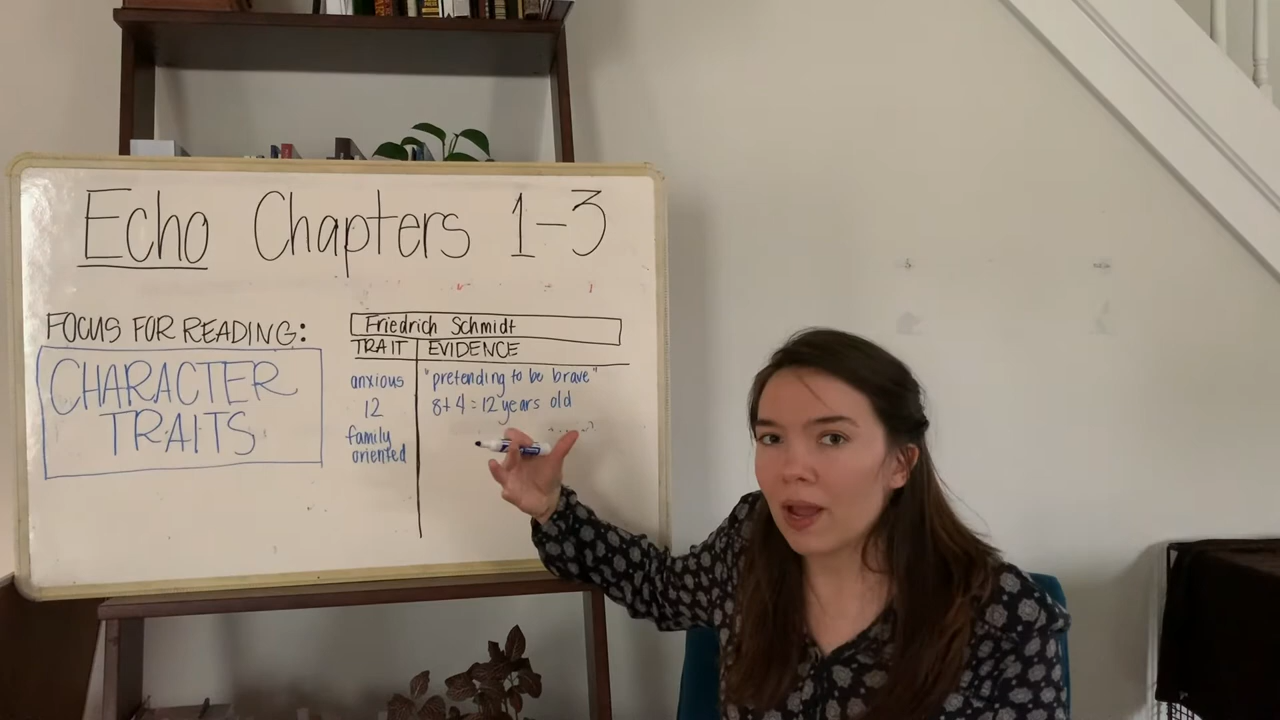 Echo Chapters 1-3
FOCUS FOR READING:
CHARACTER
TRAITS
Friedrich Schmidt
TRAIT EVIDENCE
anxious "pretending to be brave"
12 8+4=12 years old
family
oriented